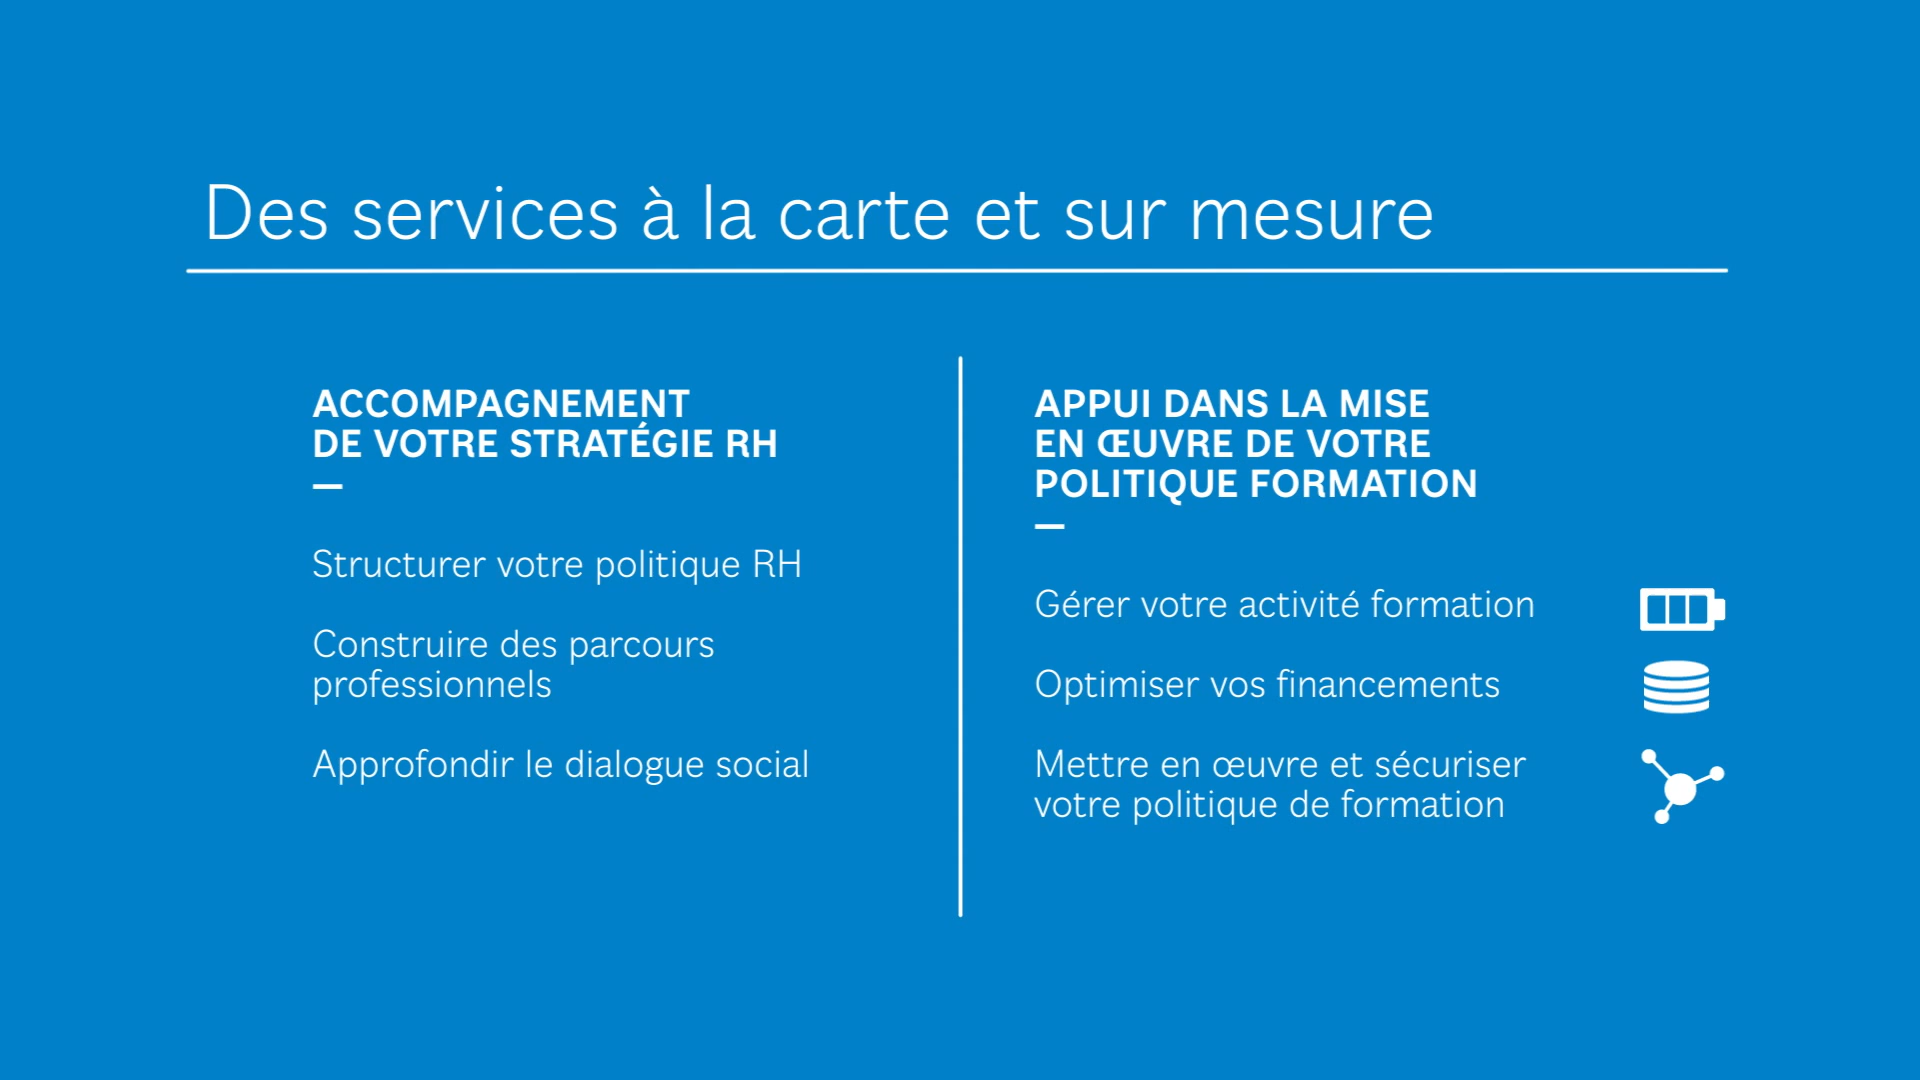 Des services à la carte et sur mesure
ACCOMPAGNEMENT
DE VOTRE STRATÉGIE RH
—
Structurer votre politique RH
Construire des parcours
professionnels
Approfondir le dialogue social
APPUI DANS LA MISE
EN ŒUVRE DE VOTRE
POLITIQUE FORMATION
—
Gérer votre activité formation
Optimiser vos financements
Mettre en œuvre et sécuriser
votre politique de formation